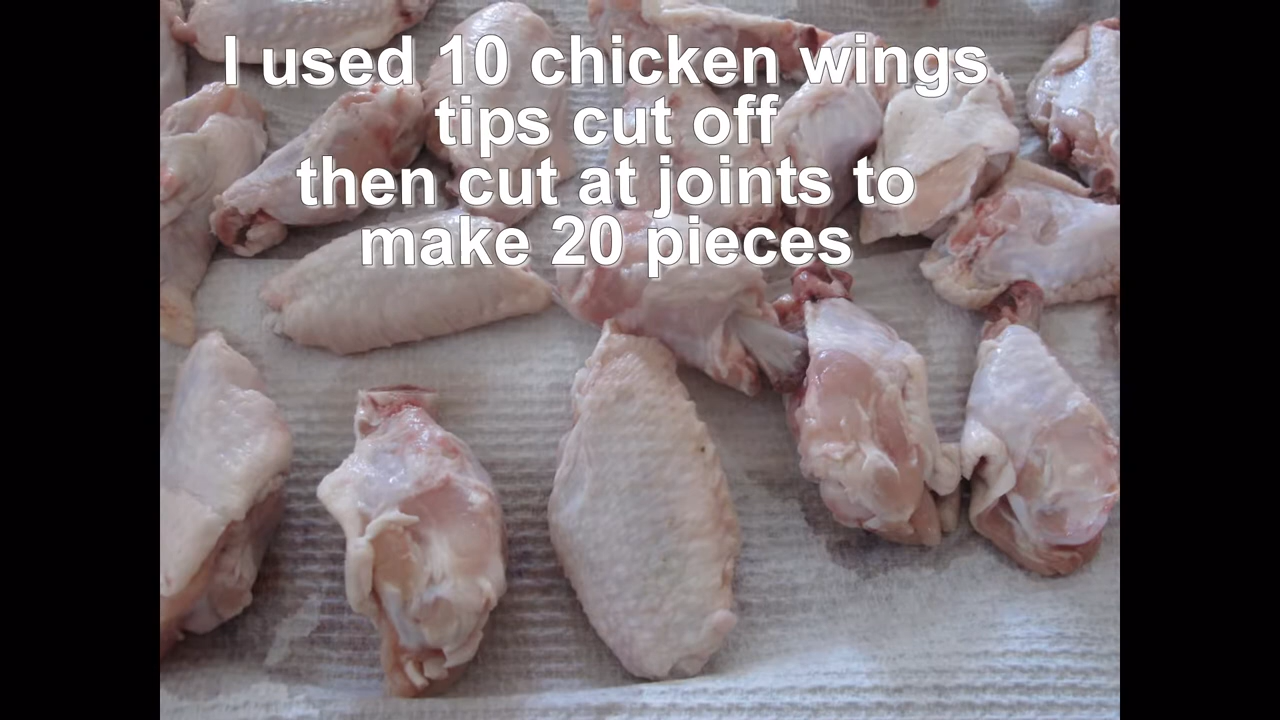 I used 10 chicken wings
tips cut off
then cut at joints to
make 20 pieces